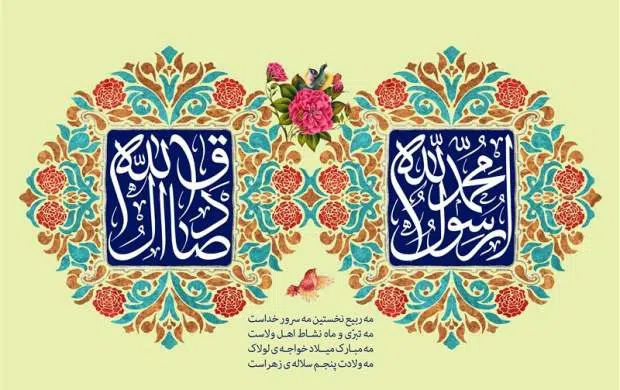 محمد رسول الله
صادق آل الله
مه ربیع نخستین مه سرور خداست
مه تبرّی و ماه نشاط اهل ولاست
مه مبارک میلاد خواجه‌ی لولاک
مه ولادت پنجم سلاله‌ی زهراست